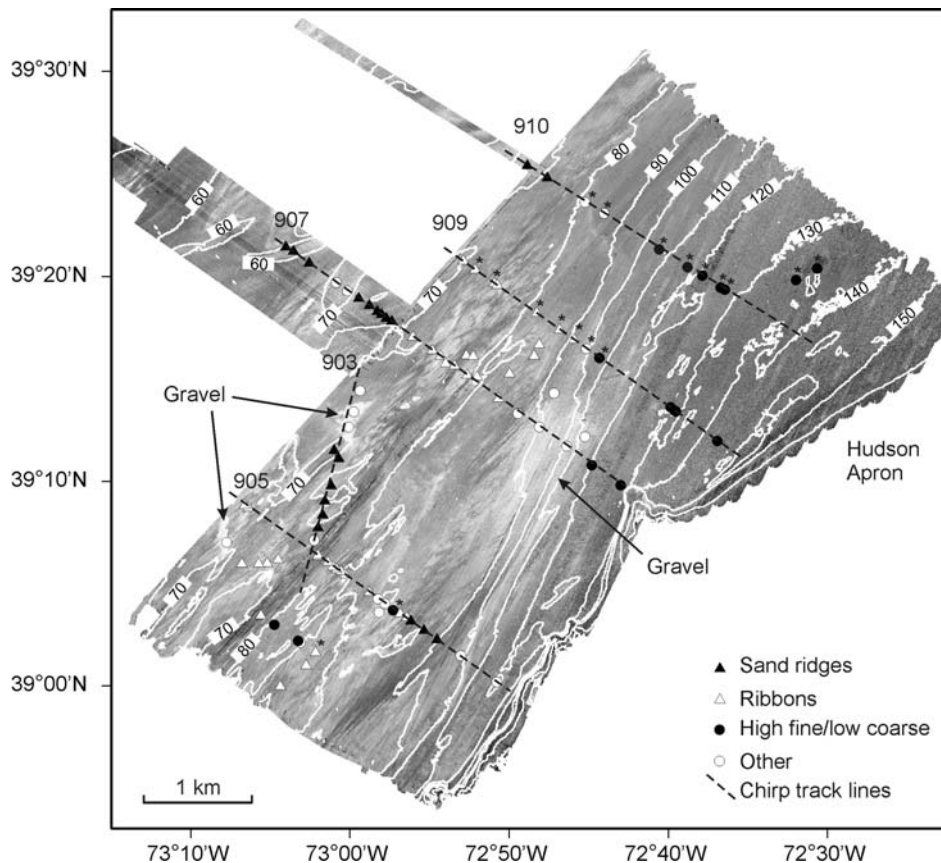 39°30'N
910
80
90
100
110
120
60
60
907
909
130
39°20'N
60
70
140
70
150
903
Gravel
Hudson
Apron
39°10'N
905
70
Gravel
70
70
80
Sand ridges
39°00'N
Ribbons
High fine/low coarse
Other
1 km
Chirp track lines
73°10'W
73°00'W
72°50'W
72°40'W
72°30'W